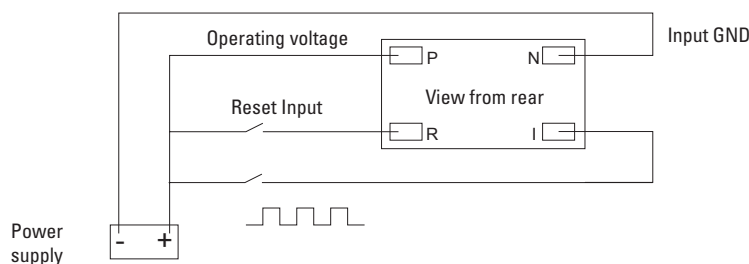 Operating voltage
Input GND
P
N
View from rear
Reset Input
R
I
Power
supply
- +